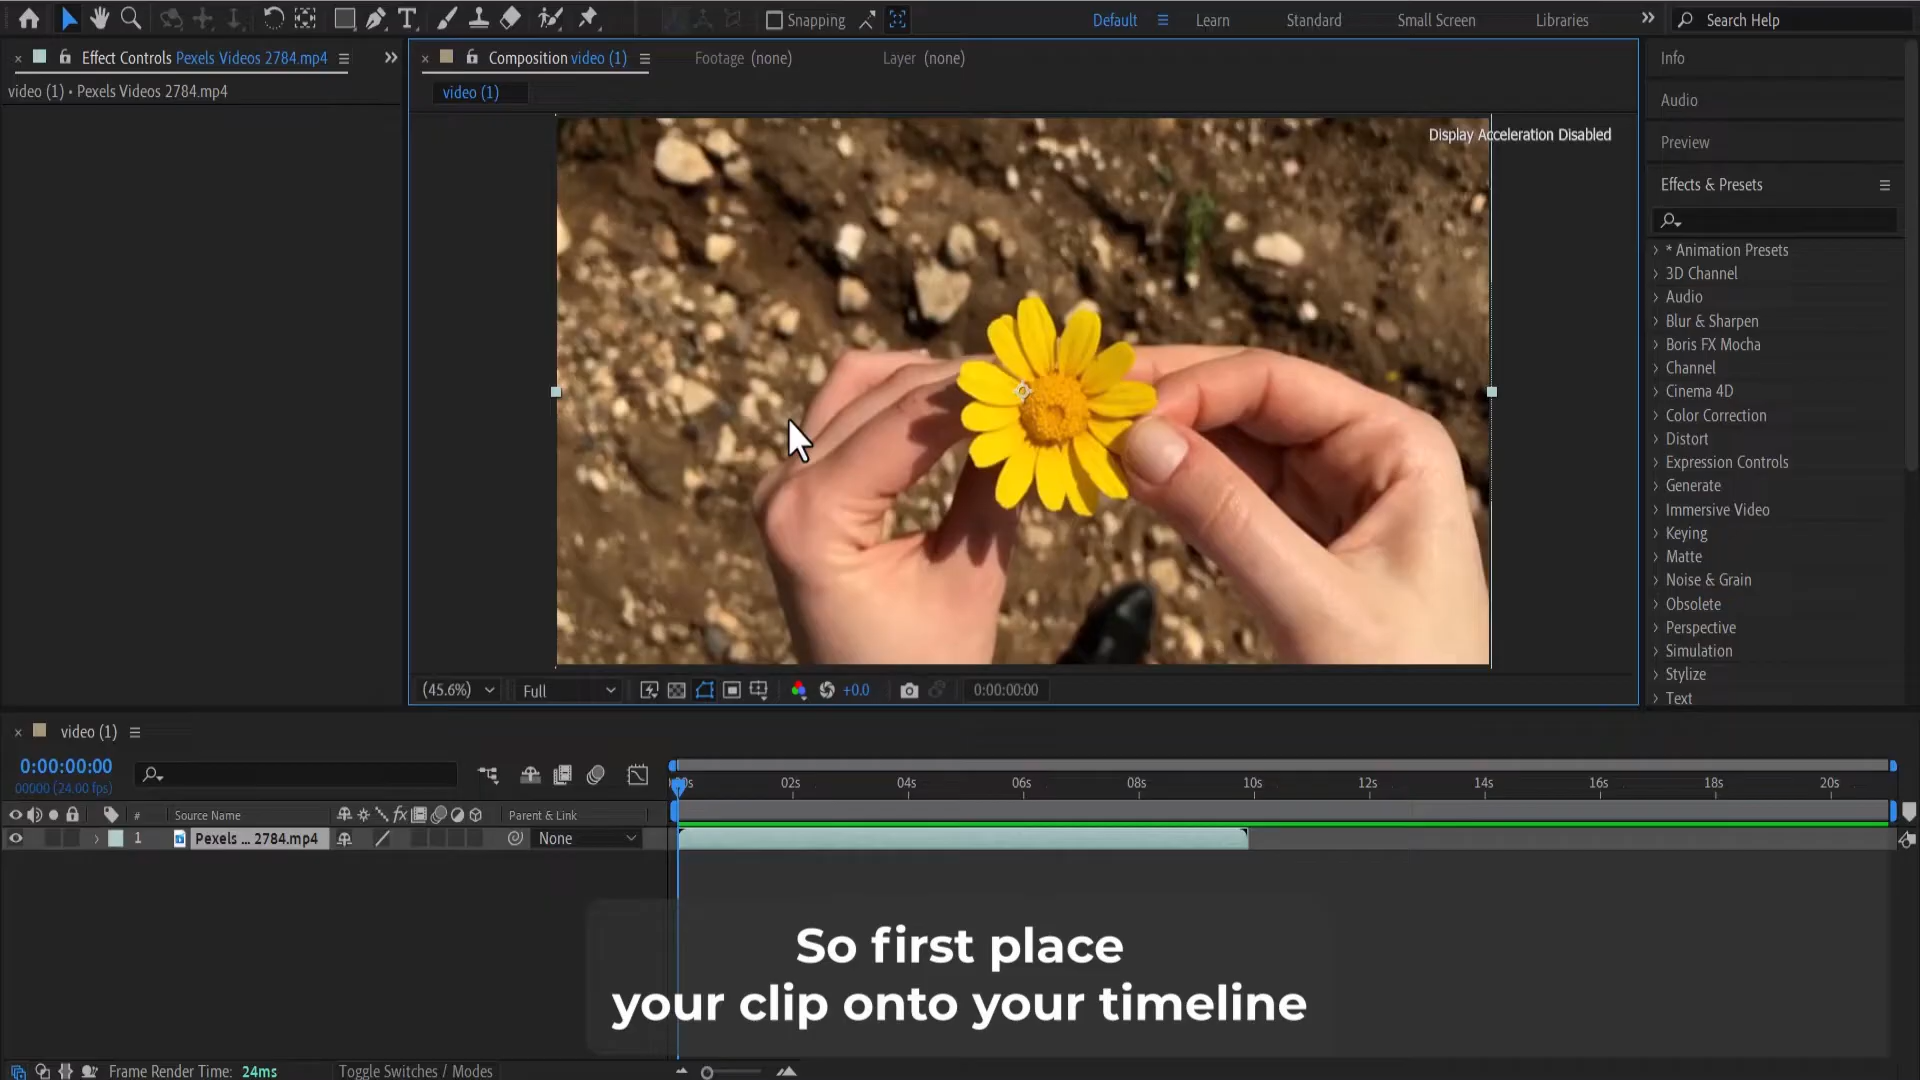 Snapping
Default
Learn
Standard
Small Screen
Libraries
Search Help
Effect Controls Pexels Videos 2784.mp4
Composition video (1)
Footage (none)
Layer (none)
Info
video (1) • Pexels Videos 2784.mp4
video (1)
Audio
Display Acceleration Disabled
Preview
Effects & Presets
* Animation Presets
3D Channel
Audio
Blur & Sharpen
Boris FX Mocha
Channel
Cinema 4D
Color Correction
Distort
Expression Controls
Generate
Immersive Video
Keying
Matte
Noise & Grain
Obsolete
Perspective
Simulation
Stylize
Text
(45.6%)
Full
+0.0
0:00:00:00
video (1)
0:00:00:00
00000 (24.00 fps)
02s 04s 06s 08s 10s 12s 14s 16s 18s 20s
# Source Name
fx
Parent & Link
1 Pexels ... 2784.mp4
None
So first place
your clip onto your timeline
Frame Render Time: 24ms
Toggle Switches / Modes